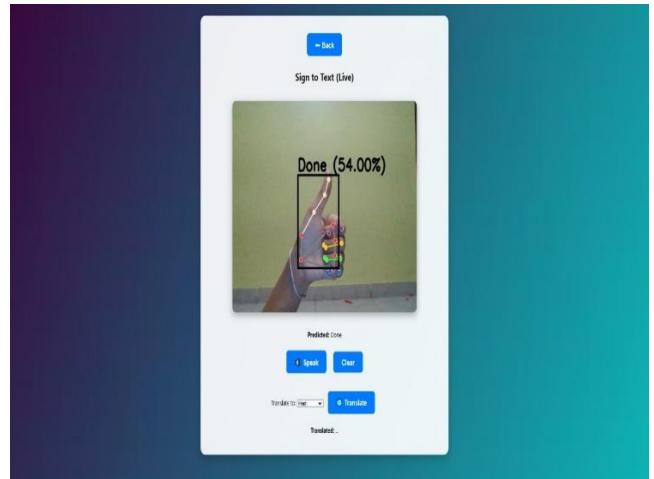 ← Back
Sign to Text (Live)
Done (54.00%)
Predicted: Done
Speak
Clear
Translate to:
Translate
Translated: ..